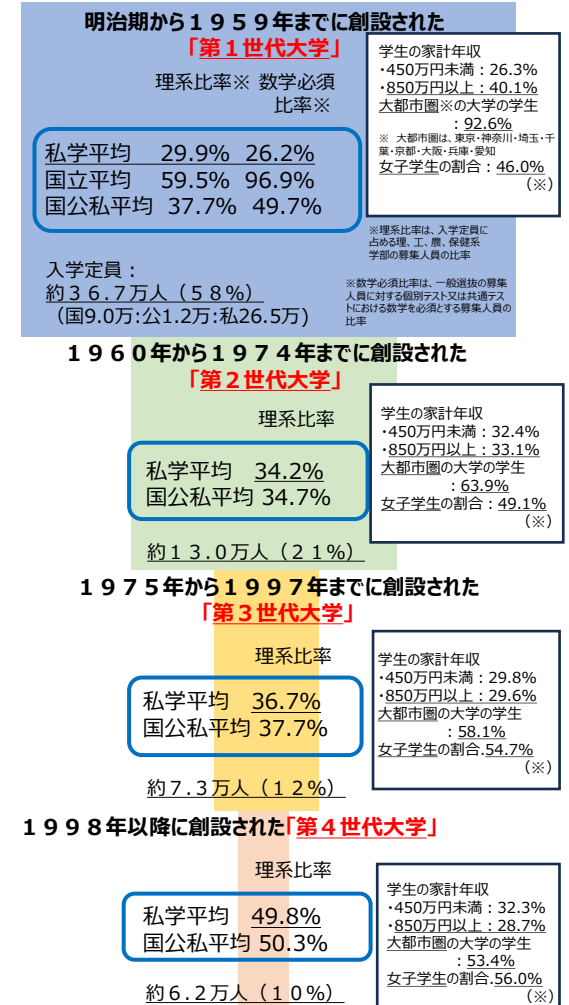 明治期から１９５９年までに創設された
「第１世代大学」
理系比率※ 数学必須
比率※
私学平均 29.9% 26.2%
国立平均 59.5% 96.9%
国公私平均 37.7% 49.7%
入学定員：
約３６.７万人（５８%）
（国9.0万:公1.2万:私26.5万)
学生の家計年収
・450万円未満：26.3%
・850万円以上：40.1%
大都市圏※の大学の学生
：92.6%
※ 大都市圏は、東京・神奈川・埼玉・千
葉・京都・大阪・兵庫・愛知
女子学生の割合：46.0%
（※）
※理系比率は、入学定員に
占める理、工、農、保健系
学部の募集人員の比率
※数学必須比率は、一般選抜の募集
人員に対する個別テスト又は共通テス
トにおける数学を必須とする募集人員の
比率
１９６０年から１９７４年までに創設された
「第２世代大学」
理系比率
私学平均 34.2%
国公私平均 34.7%
約１３.０万人（２１%）
学生の家計年収
・450万円未満：32.4%
・850万円以上：33.1%
大都市圏の大学の学生
：63.9%
女子学生の割合：49.1%
（※）
１９７５年から１９９７年までに創設された
「第３世代大学」
理系比率
私学平均 36.7%
国公私平均 37.7%
約７.３万人（１２%）
学生の家計年収
・450万円未満：29.8%
・850万円以上：29.6%
大都市圏の大学の学生
：58.1%
女子学生の割合.54.7%
（※）
１９９８年以降に創設された「第４世代大学」
理系比率
私学平均 49.8%
国公私平均 50.3%
約６.２万人（１０%）
学生の家計年収
・450万円未満：32.3%
・850万円以上：28.7%
大都市圏の大学の学生
：53.4%
女子学生の割合.56.0%
（※）